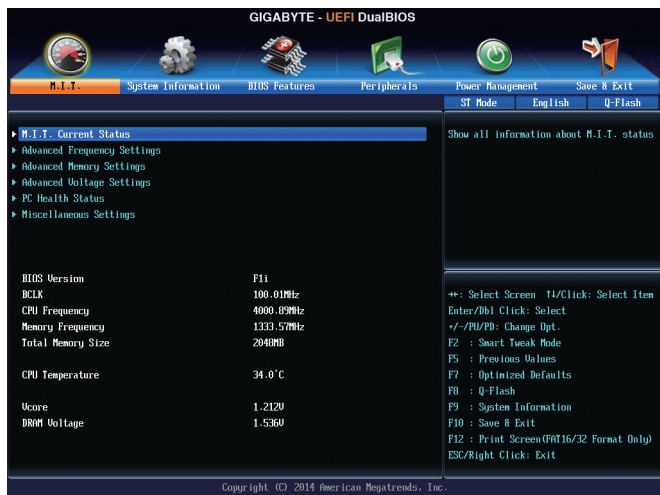 GIGABYTE - UEFI DualBIOS
M.I.T.
System Information
BIOS Features
Peripherals
Power Management
Save & Exit
ST Mode
English
Q-Flash
M.I.T. Current Status
Advanced Frequency Settings
Advanced Memory Settings
Advanced Voltage Settings
PC Health Status
Miscellaneous Settings
Show all information about M.I.T. status
BIOS Version F1i
BCLK 100.01MHz
CPU Frequency 4000.89MHz
Memory Frequency 1333.57MHz
Total Memory Size 2048MB
CPU Temperature 34.0°C
Vcore 1.212V
DRAM Voltage 1.536V
→←: Select Screen ↑↓/Click: Select Item
Enter/Dbl Click: Select
+/-/PU/PD: Change Opt.
F2 : Smart Tweak Mode
F5 : Previous Values
F7 : Optimized Defaults
F8 : Q-Flash
F9 : System Information
F10 : Save & Exit
F12 : Print Screen(FAT16/32 Format Only)
ESC/Right Click: Exit
Copyright (C) 2014 American Megatrends, Inc.